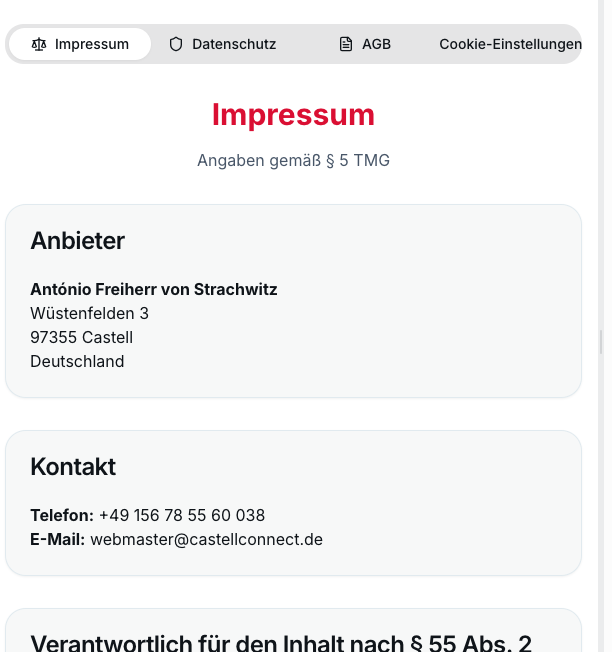 Impressum Datenschutz AGB Cookie-Einstellungen
Impressum
Angaben gemäß § 5 TMG
Anbieter
António Freiherr von Strachwitz
Wüstenfelden 3
97355 Castell
Deutschland
Kontakt
Telefon: +49 156 78 55 60 038
E-Mail: webmaster@castellconnect.de
Verantwortlich für den Inhalt nach § 55 Abs. 2